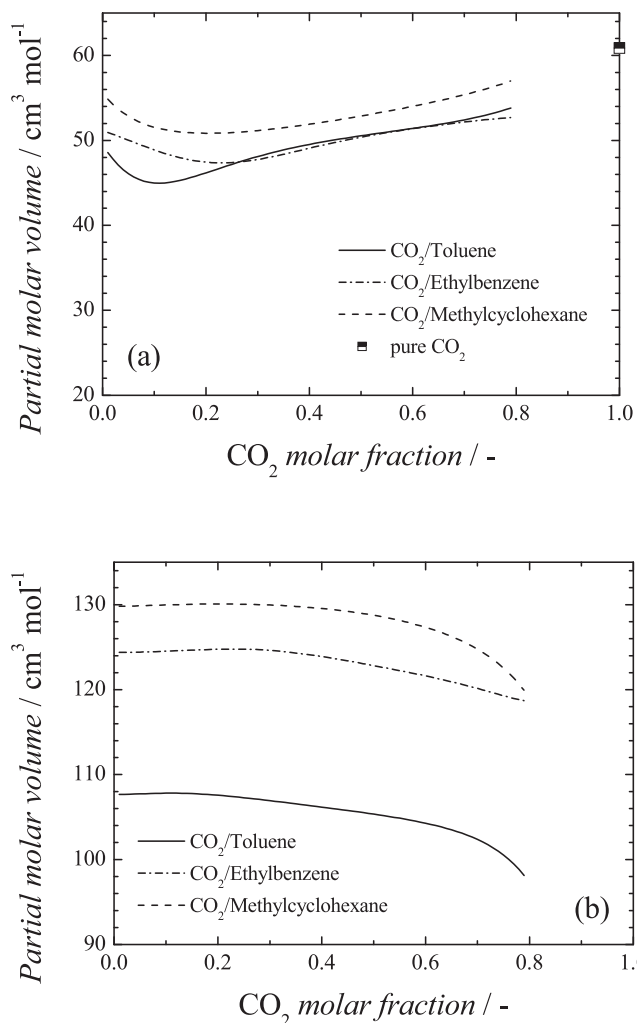 60
50
40
30
20
0.0 0.2 0.4 0.6 0.8 1.0
Partial molar volume / cm³ mol⁻¹
CO₂/Toluene
CO₂/Ethylbenzene
CO₂/Methylcyclohexane
pure CO₂
(a)
CO₂ molar fraction / -
130
120
110
100
90
0.0 0.2 0.4 0.6 0.8 1.
Partial molar volume / cm³ mol⁻¹
CO₂/Toluene
CO₂/Ethylbenzene
CO₂/Methylcyclohexane
(b)
CO₂ molar fraction / -